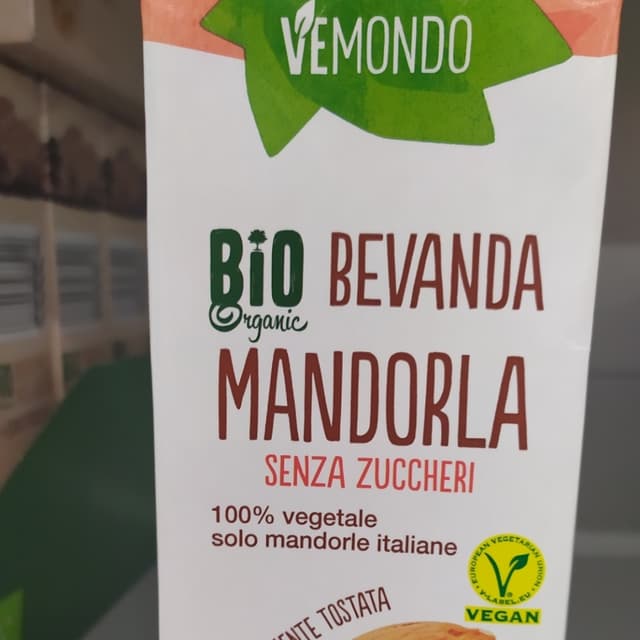 VEMONDO
BiO
Organic
BEVANDA
MANDORLA
SENZA ZUCCHERI
100% vegetale
solo mandorle italiane
EUROPEAN VEGETARIAN UNION
V-LABEL.EU
VEGAN
TOSTATA